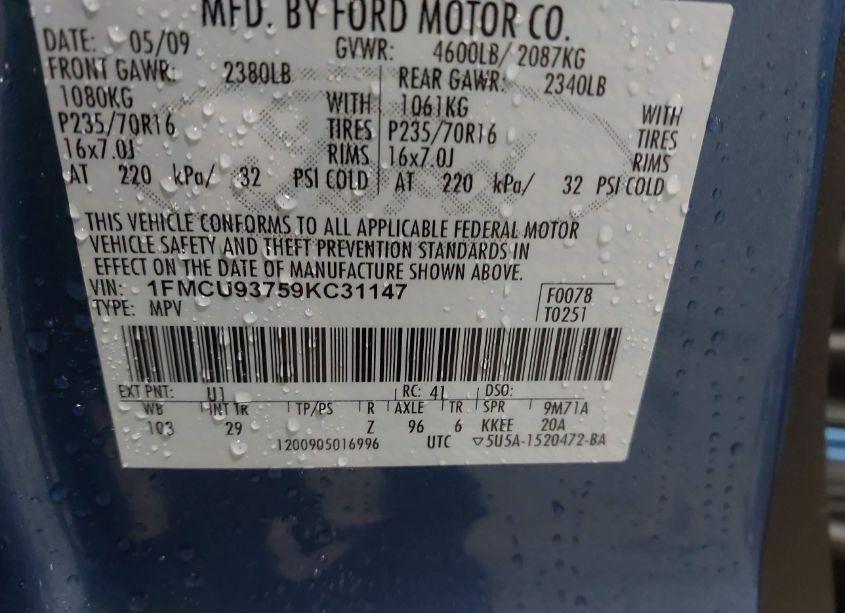 MFD. BY FORD MOTOR CO.
DATE: 05/09 GVWR: 4600LB/ 2087KG
FRONT GAWR: 2380LB REAR GAWR: 2340LB
1080KG WITH 1061KG WITH
P235/70R16 TIRES P235/70R16 TIRES
16x7.0J RIMS 16x7.0J RIMS
AT 220 kPa/ 32 PSI COLD AT 220 kPa/ 32 PSI COLD
THIS VEHICLE CONFORMS TO ALL APPLICABLE FEDERAL MOTOR
VEHICLE SAFETY AND THEFT PREVENTION STANDARDS IN
EFFECT ON THE DATE OF MANUFACTURE SHOWN ABOVE.
VIN: 1FMCU93759KC31147 F0078
TYPE: MPV T0251
EXT PNT: U1 RC: 41 DSO:
WB INT TR TP/PS R AXLE TR SPR 9M71A
103 29 Z 96 6 KKEE 20A
1200905016996 UTC ▽5U5A-1520472-BA